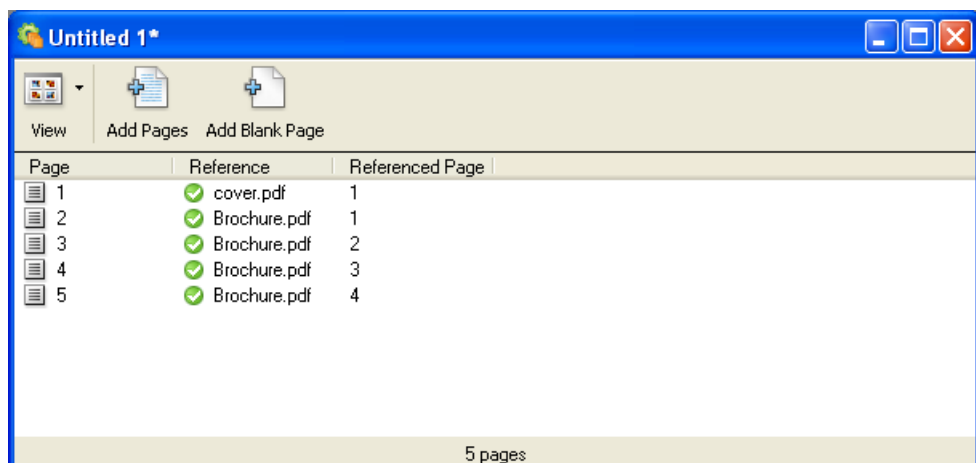 Untitled 1*
View Add Pages Add Blank Page
Page Reference Referenced Page
1 cover.pdf 1
2 Brochure.pdf 1
3 Brochure.pdf 2
4 Brochure.pdf 3
5 Brochure.pdf 4
5 pages